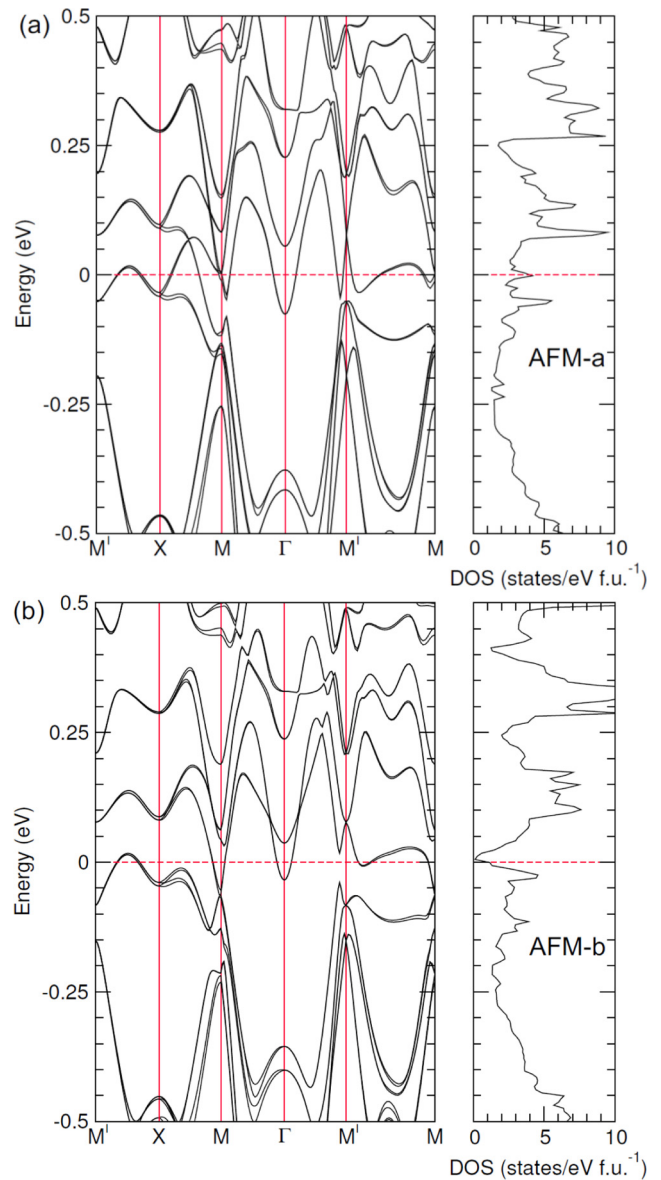 (a)
0.5
0.25
0
-0.25
-0.5
Energy (eV)
M' X M Γ M' M
AFM-a
0 5 10
DOS (states/eV f.u.⁻¹)
(b)
0.5
0.25
0
-0.25
-0.5
Energy (eV)
M' X M Γ M' M
AFM-b
0 5 10
DOS (states/eV f.u.⁻¹)